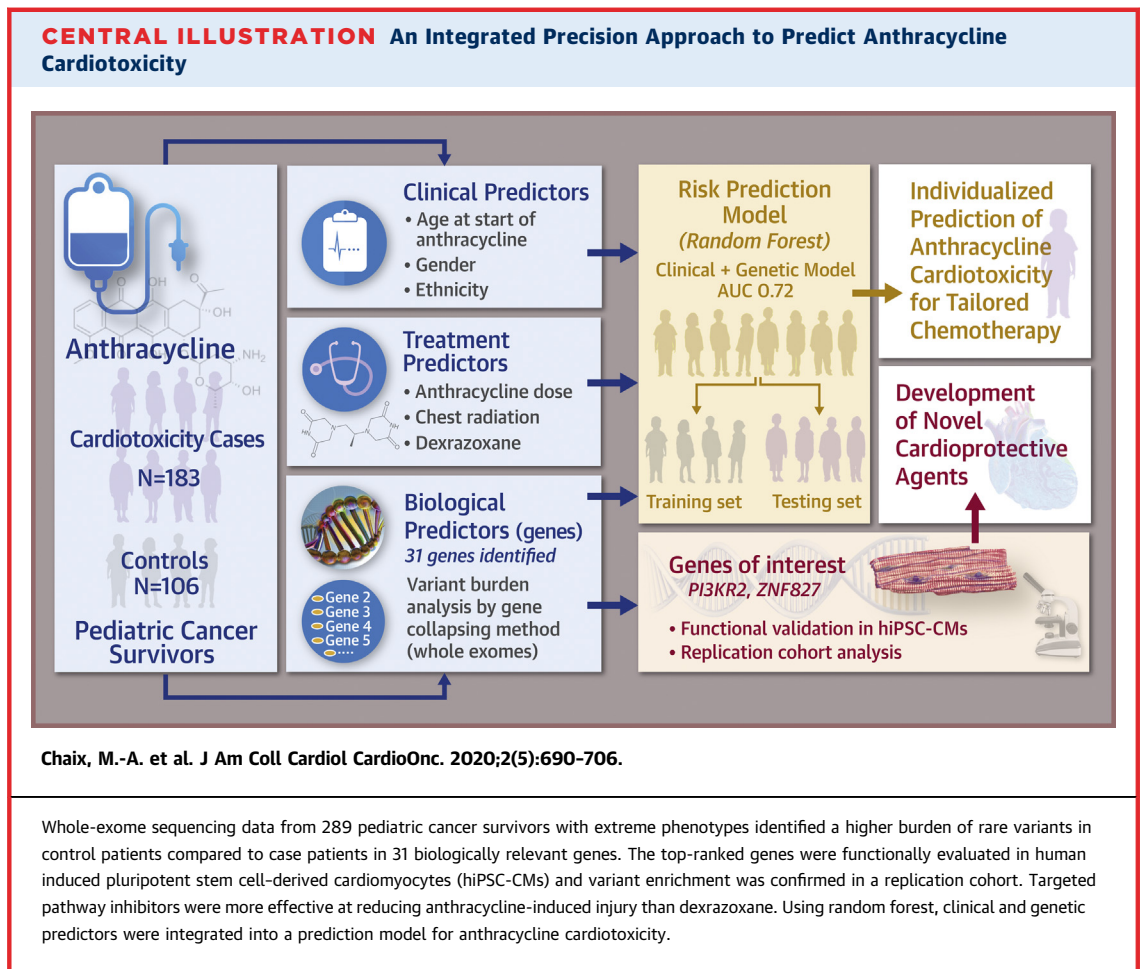 CENTRAL ILLUSTRATION An Integrated Precision Approach to Predict Anthracycline
Cardiotoxicity
Anthracycline
O
OH
O
OH
O
O
OH
O
NH₂
OH
Cardiotoxicity Cases
N=183
Controls
N=106
Pediatric Cancer
Survivors
Clinical Predictors
• Age at start of
anthracycline
• Gender
• Ethnicity
Treatment
Predictors
• Anthracycline dose
• Chest radiation
• Dexrazoxane
O
HN
O
N
N
O
NH
O
Biological
Predictors (genes)
31 genes identified
Variant burden
analysis by gene
collapsing method
(whole exomes)
Gene 2
Gene 3
Gene 4
Gene 5
....
Risk Prediction
Model
(Random Forest)
Clinical + Genetic Model
AUC 0.72
Training set
Testing set
Individualized
Prediction of
Anthracycline
Cardiotoxicity
for Tailored
Chemotherapy
Development
of Novel
Cardioprotective
Agents
Genes of interest
PI3KR2, ZNF827
• Functional validation in hiPSC-CMs
• Replication cohort analysis
Chaix, M.-A. et al. J Am Coll Cardiol CardioOnc. 2020;2(5):690–706.
Whole-exome sequencing data from 289 pediatric cancer survivors with extreme phenotypes identified a higher burden of rare variants in
control patients compared to case patients in 31 biologically relevant genes. The top-ranked genes were functionally evaluated in human
induced pluripotent stem cell–derived cardiomyocytes (hiPSC-CMs) and variant enrichment was confirmed in a replication cohort. Targeted
pathway inhibitors were more effective at reducing anthracycline-induced injury than dexrazoxane. Using random forest, clinical and genetic
predictors were integrated into a prediction model for anthracycline cardiotoxicity.